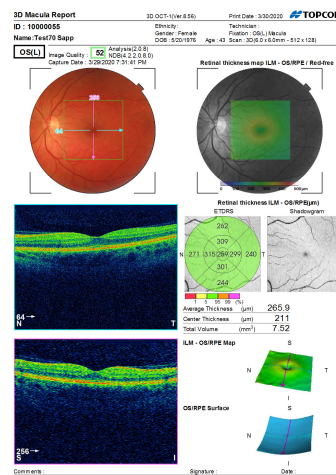 3D Macula Report
3D OCT-1(Ver.8.56)
Print Date : 3/30/2020
TOPCON
ID : 10000055
Ethnicity :
Technician :
Gender : Female
Fixation : OS(L) Macula
Name:Test70 Sapp
DOB : 5/20/1976
Age : 43
Scan : 3D(6.0 x 6.0mm - 512 x 128)
OS(L)
Image Quality : 52
Analysis(2.0.8)
NDB(4.2.2.0.6.0)
Capture Date : 3/29/2020 7:31:41 PM
Retinal thickness map ILM - OS/RPE / Red-free
64
0
500μm
Retinal thickness ILM - OS/RPE(μm)
ETDRS
Shadowgram
262
309
N 271 315 259 299 240 T
301
244
1 5 95 99 (%)
Average Thickness (μm) 265.9
Center Thickness (μm) 211
Total Volume (mm³) 7.52
64
N
T
ILM - OS/RPE Map
S
N
T
I
OS/RPE Surface
S
N
T
I
256
S
I
Comments :
Signature :
Date :